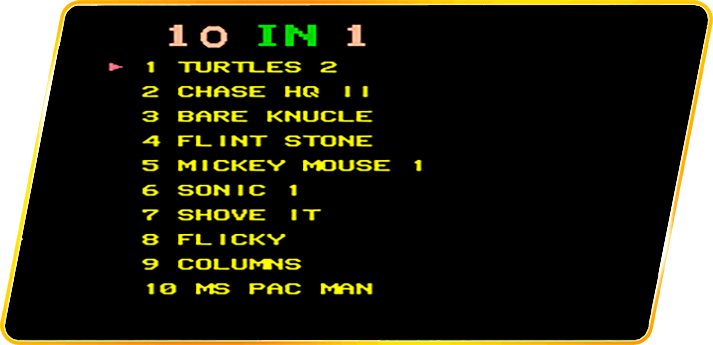 10 IN 1
1 TURTLES 2
2 CHASE HQ II
3 BARE KNUCLE
4 FLINT STONE
5 MICKEY MOUSE 1
6 SONIC 1
7 SHOVE IT
8 FLICKY
9 COLUMNS
10 MS PAC MAN